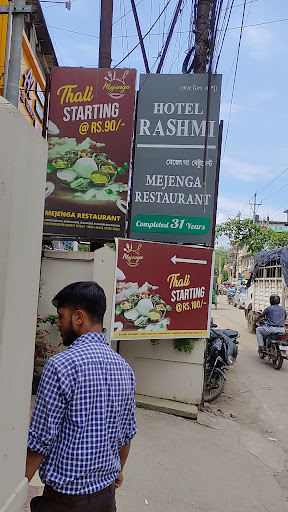 Mejenga
Thali
STARTING
@ RS.90/-
MEJENGA RESTAURANT
HOTEL
RASHMI
MEJENGA
RESTAURANT
Completed 31 Years
Mejenga
Thali
STARTING
@ RS.100/-